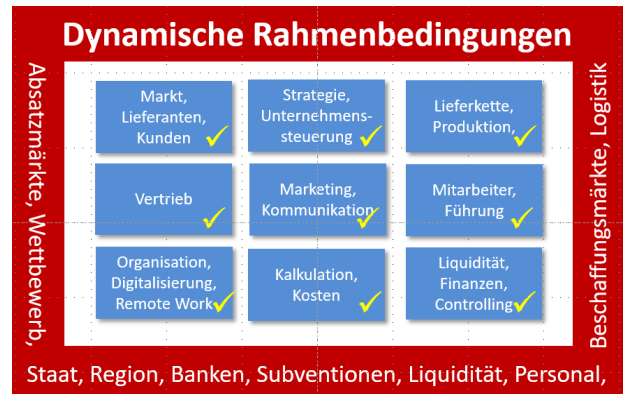 Dynamische Rahmenbedingungen
Absatzmärkte, Wettbewerb,
Markt,
Lieferanten,
Kunden
Strategie,
Unternehmens-
steuerung
Lieferkette,
Produktion,
Vertrieb
Marketing,
Kommunikation
Mitarbeiter,
Führung
Organisation,
Digitalisierung,
Remote Work
Kalkulation,
Kosten
Liquidität,
Finanzen,
Controlling
Beschaffungsmärkte, Logistik
Staat, Region, Banken, Subventionen, Liquidität, Personal,